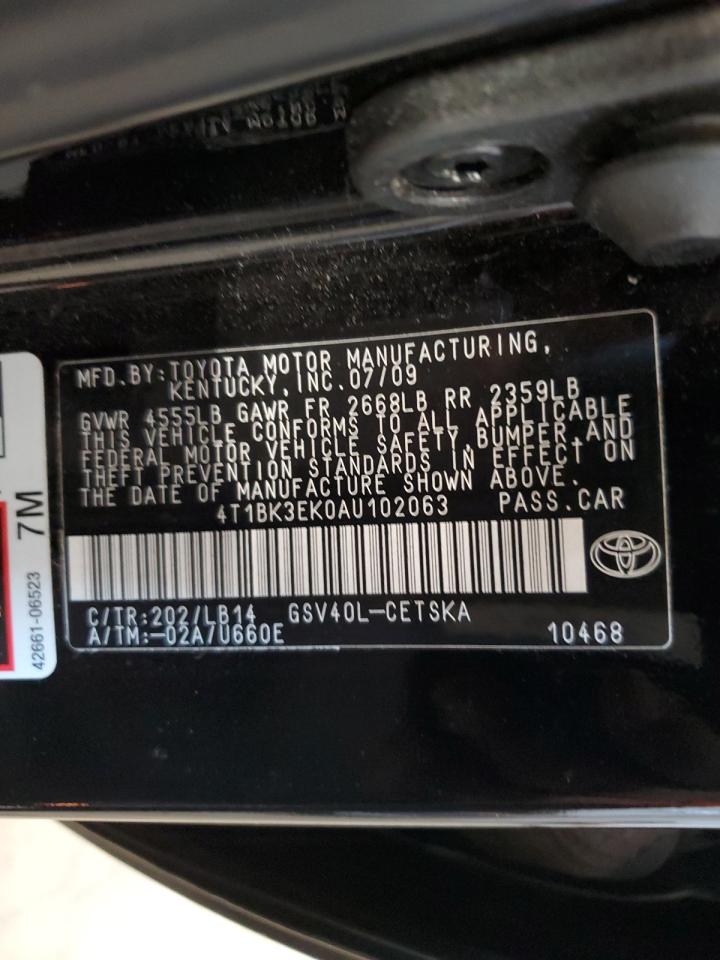 MFD.BY:TOYOTA MOTOR MANUFACTURING,
KENTUCKY, INC. 07/09
GVWR 4555LB GAWR FR 2668LB RR 2359LB
THIS VEHICLE CONFORMS TO ALL APPLICABLE
FEDERAL MOTOR VEHICLE SAFETY, BUMPER, AND
THEFT PREVENTION STANDARDS IN EFFECT ON
THE DATE OF MANUFACTURE SHOWN ABOVE.
4T1BK3EK0AU102063 PASS.CAR
C/TR:202/LB14 GSV40L-CETSKA
A/TM:-02A/U660E 10468
7M
42661-06523